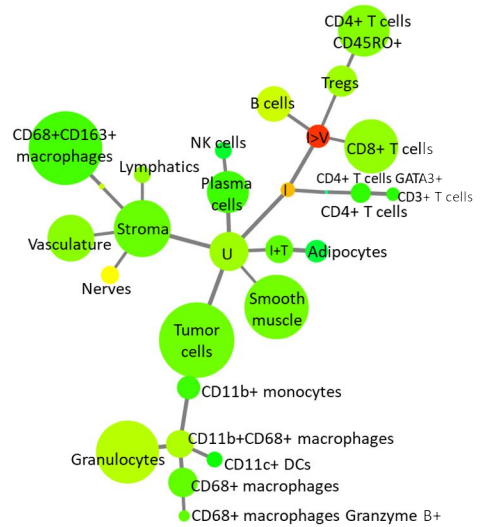 CD4+ T cells
CD45RO+
Tregs
B cells
I>V
CD8+ T cells
NK cells
CD68+CD163+
macrophages
Lymphatics
Plasma
cells
I
CD4+ T cells GATA3+
CD3+ T cells
CD4+ T cells
Stroma
Vasculature
U
I+T
Adipocytes
Nerves
Smooth
muscle
Tumor
cells
CD11b+ monocytes
CD11b+CD68+ macrophages
Granulocytes
CD11c+ DCs
CD68+ macrophages
CD68+ macrophages Granzyme B+